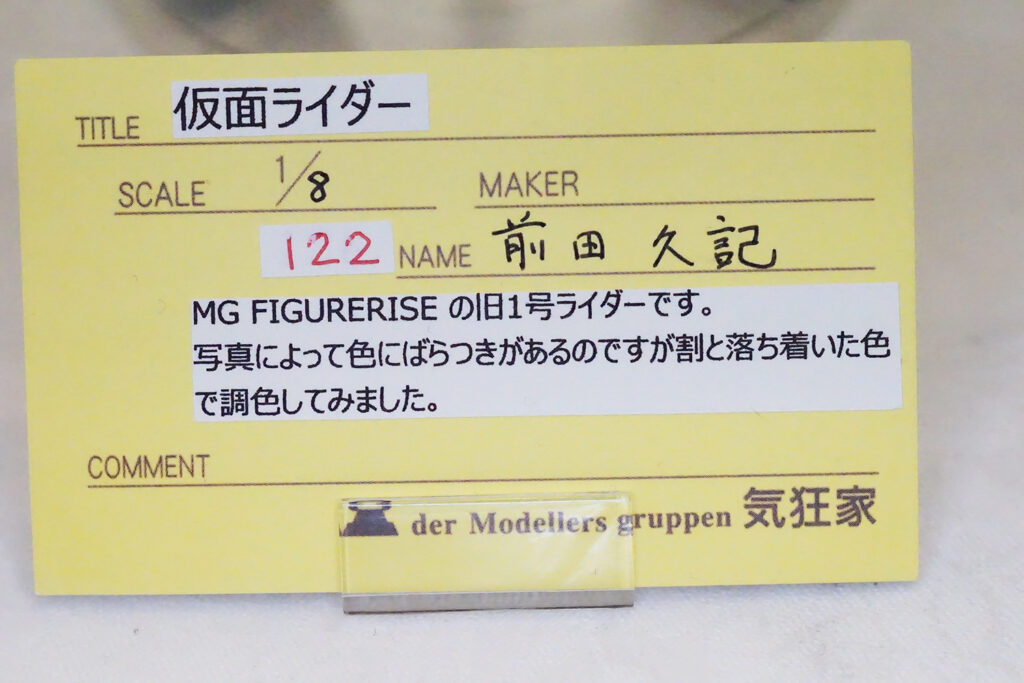 TITLE 仮面ライダー
SCALE 1/8 MAKER
122 NAME 前田 久記
MG FIGURERISE の旧1号ライダーです。
写真によって色にばらつきがあるのですが割と落ち着いた色
で調色してみました。
COMMENT
der Modellers gruppen 気狂家